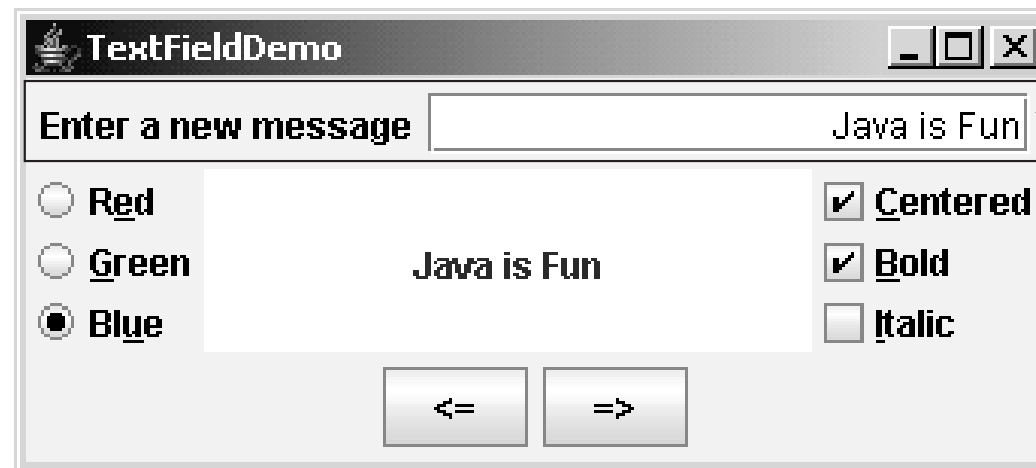 TextFieldDemo
Enter a new message Java is Fun
Red
Green
Blue
Java is Fun
Centered
Bold
Italic
<= =>